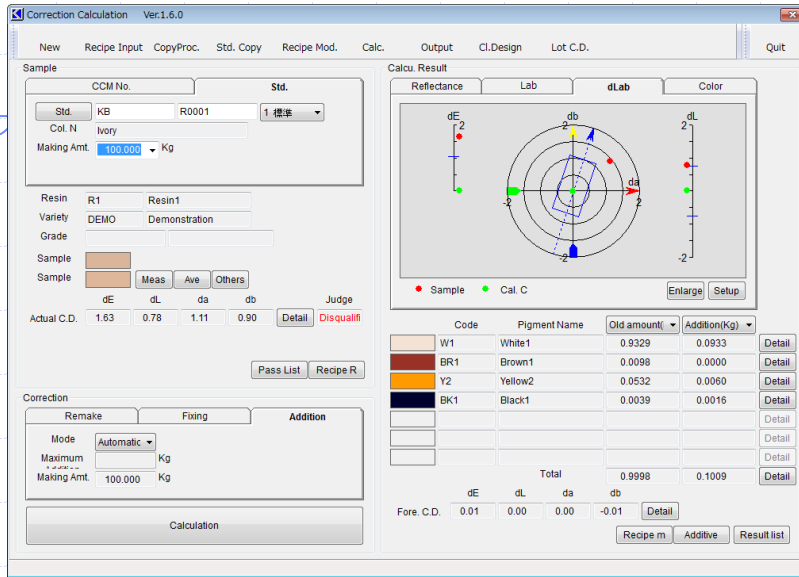 Correction Calculation Ver.1.6.0
New Recipe Input CopyProc. Std. Copy Recipe Mod. Calc. Output Cl.Design Lot C.D. Quit
Sample
CCM No. Std.
Std. KB R0001 1 標準
Col. N Ivory
Making Amt. 100.000 Kg
Resin R1 Resin1
Variety DEMO Demonstration
Grade
Sample
Sample Meas Ave Others
dE dL da db Judge
Actual C.D. 1.63 0.78 1.11 0.90 Detail Disqualifi
Pass List Recipe R
Correction
Remake Fixing Addition
Mode Automatic
Maximum Kg
Making Amt. 100.000 Kg
Calculation
Calcu. Result
Reflectance Lab dLab Color
dE db dL
2 2 2
da
-2 2
-2 -2
Sample Cal. C Enlarge Setup
Code Pigment Name Old amount( Addition(Kg)
W1 White1 0.9329 0.0933 Detail
BR1 Brown1 0.0098 0.0000 Detail
Y2 Yellow2 0.0532 0.0060 Detail
BK1 Black1 0.0039 0.0016 Detail
Detail
Detail
Detail
Total 0.9998 0.1009 Detail
dE dL da db
Fore. C.D. 0.01 0.00 0.00 -0.01 Detail
Recipe m Additive Result list